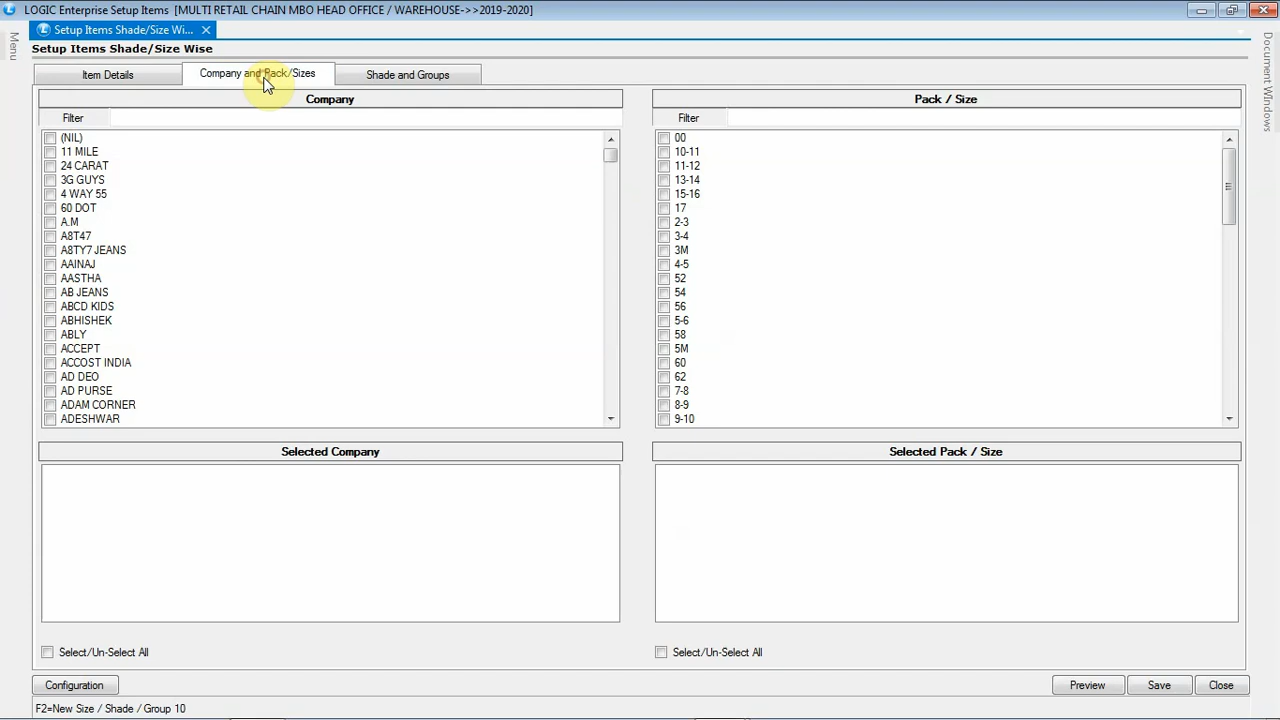 LOGIC Enterprise Setup Items [MULTI RETAIL CHAIN MBO HEAD OFFICE / WAREHOUSE->>2019-2020]
Menu
Setup Items Shade/Size Wi...
Document Windows
Setup Items Shade/Size Wise
Item Details
Company and Pack/Sizes
Shade and Groups
Company
Filter
(NIL)
11 MILE
24 CARAT
3G GUYS
4 WAY 55
60 DOT
A.M
A8T47
A8TY7 JEANS
AAINAJ
AASTHA
AB JEANS
ABCD KIDS
ABHISHEK
ABLY
ACCEPT
ACCOST INDIA
AD DEO
AD PURSE
ADAM CORNER
ADESHWAR
Pack / Size
Filter
00
10-11
11-12
13-14
15-16
17
2-3
3-4
3M
4-5
52
54
56
5-6
58
5M
60
62
7-8
8-9
9-10
Selected Company
Selected Pack / Size
Select/Un-Select All
Select/Un-Select All
Configuration
Preview
Save
Close
F2=New Size / Shade / Group 10